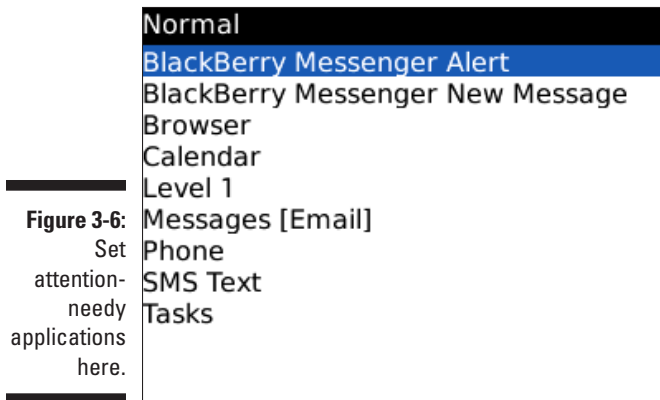 Normal
BlackBerry Messenger Alert
BlackBerry Messenger New Message
Browser
Calendar
Level 1
Messages [Email]
Phone
SMS Text
Tasks
Figure 3-6:
Set
attention-
needy
applications
here.